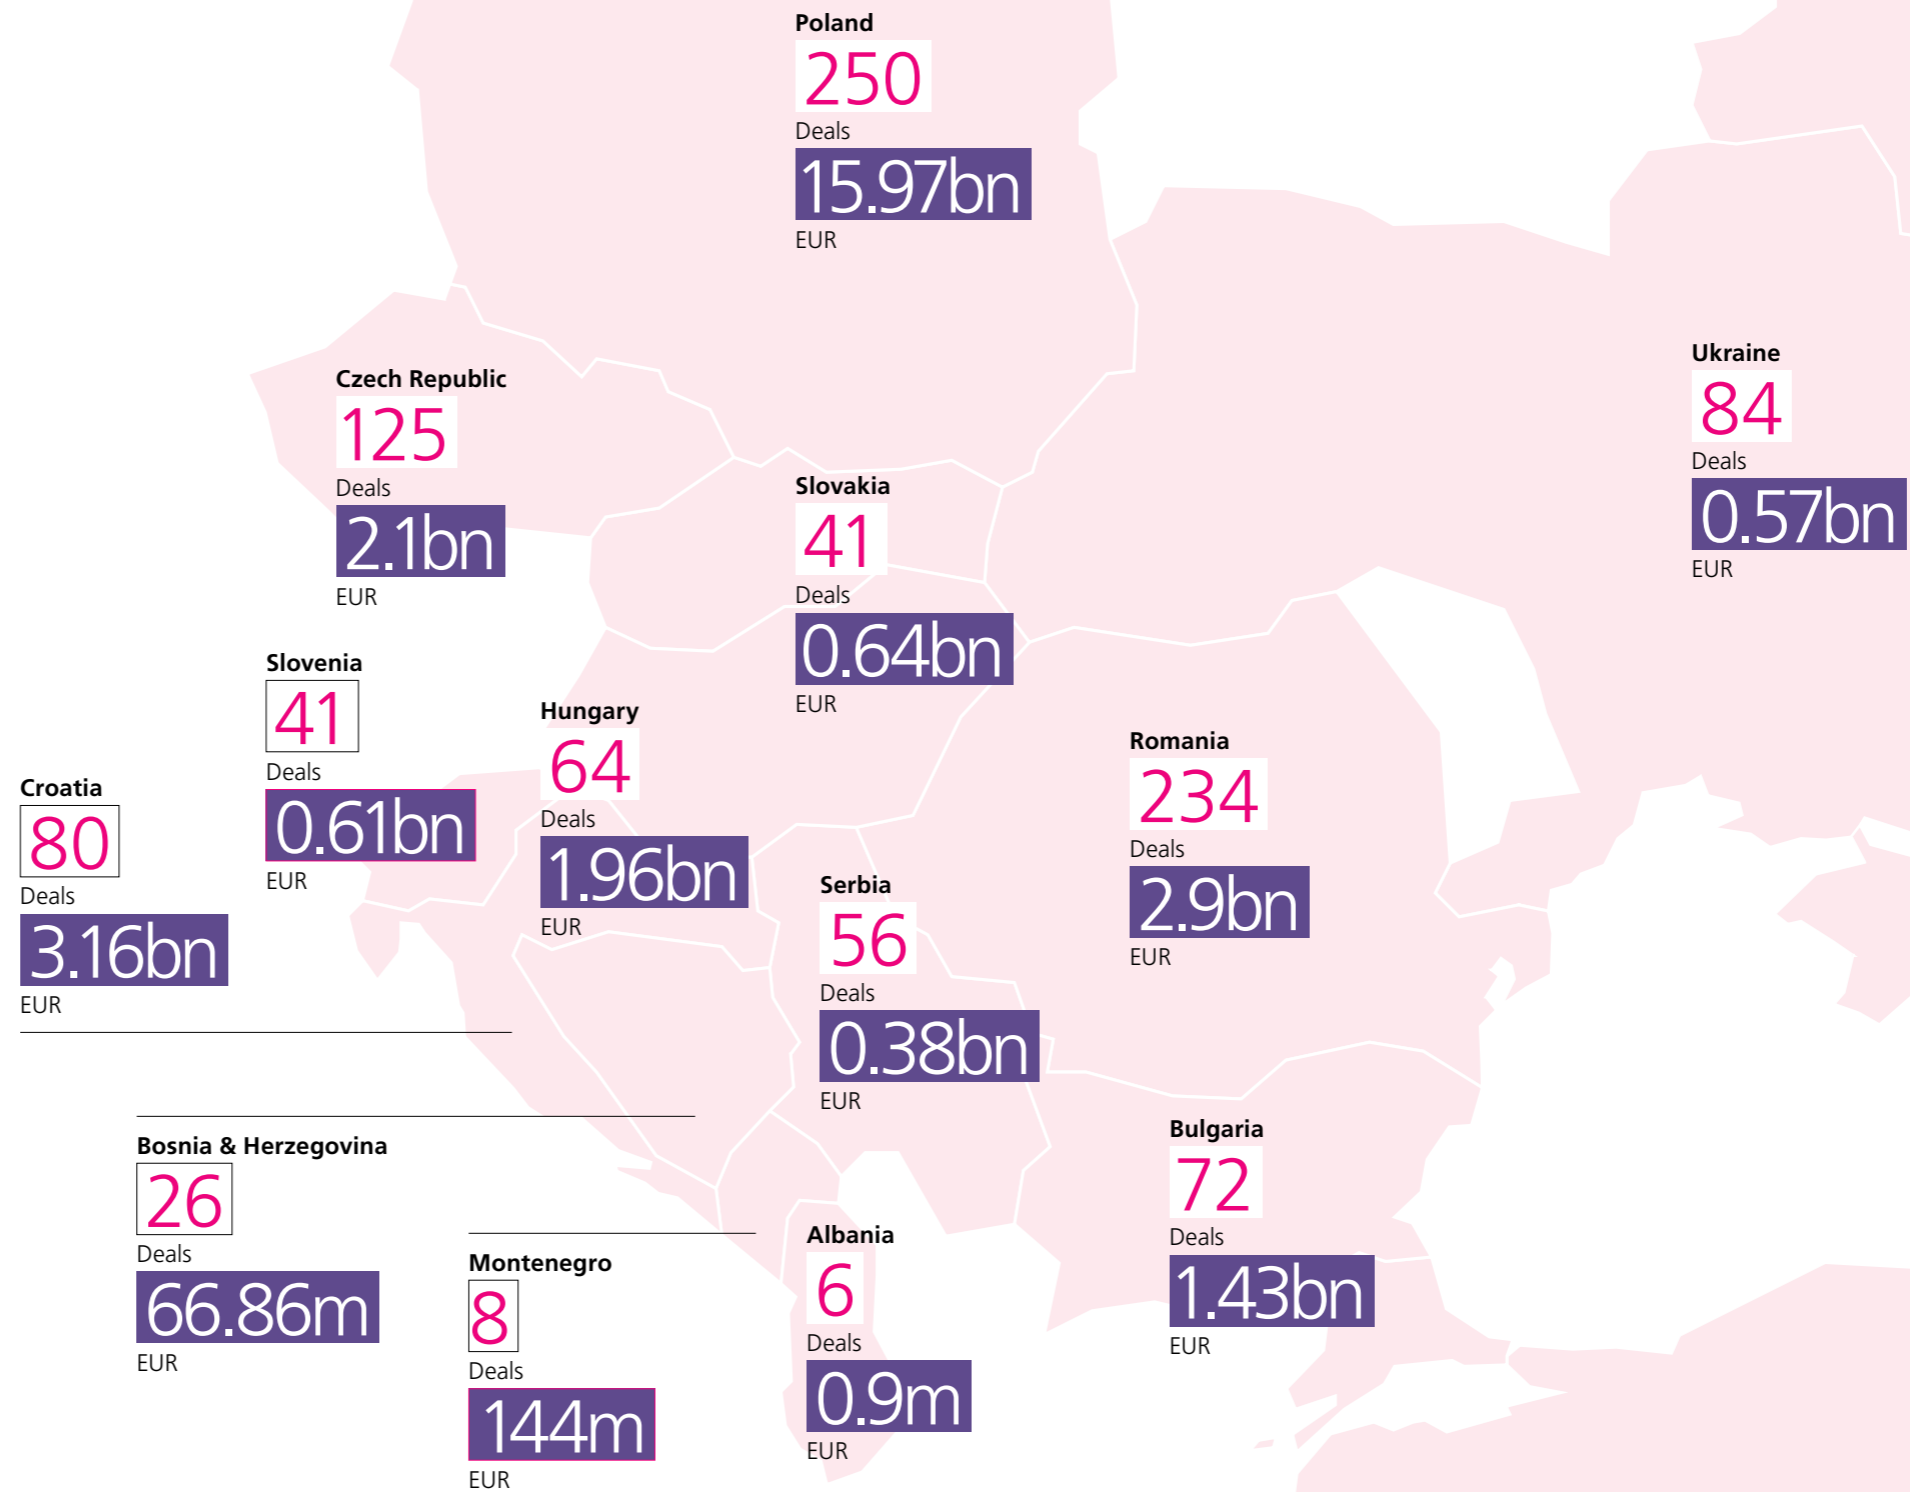 Poland
250
Deals
15.97bn
EUR
Czech Republic
125
Deals
2.1bn
EUR
Ukraine
84
Deals
0.57bn
EUR
Slovakia
41
Deals
0.64bn
EUR
Slovenia
41
Deals
0.61bn
EUR
Hungary
64
Deals
1.96bn
EUR
Romania
234
Deals
2.9bn
EUR
Croatia
80
Deals
3.16bn
EUR
Serbia
56
Deals
0.38bn
EUR
Bosnia & Herzegovina
26
Deals
66.86m
EUR
Montenegro
8
Deals
144m
EUR
Albania
6
Deals
0.9m
EUR
Bulgaria
72
Deals
1.43bn
EUR